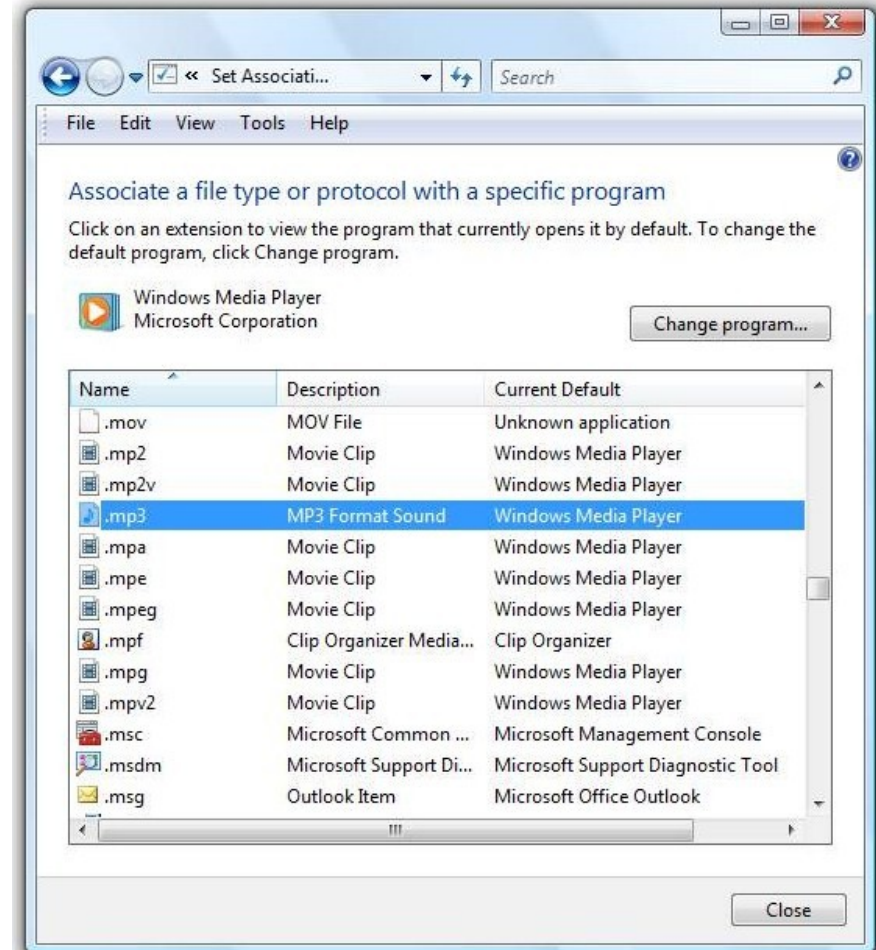 « Set Associati...
Search
File Edit View Tools Help
Associate a file type or protocol with a specific program
Click on an extension to view the program that currently opens it by default. To change the
default program, click Change program.
Windows Media Player
Microsoft Corporation
Change program...
Name Description Current Default
.mov MOV File Unknown application
.mp2 Movie Clip Windows Media Player
.mp2v Movie Clip Windows Media Player
.mp3 MP3 Format Sound Windows Media Player
.mpa Movie Clip Windows Media Player
.mpe Movie Clip Windows Media Player
.mpeg Movie Clip Windows Media Player
.mpf Clip Organizer Media... Clip Organizer
.mpg Movie Clip Windows Media Player
.mpv2 Movie Clip Windows Media Player
.msc Microsoft Common ... Microsoft Management Console
.msdm Microsoft Support Di... Microsoft Support Diagnostic Tool
.msg Outlook Item Microsoft Office Outlook
Close